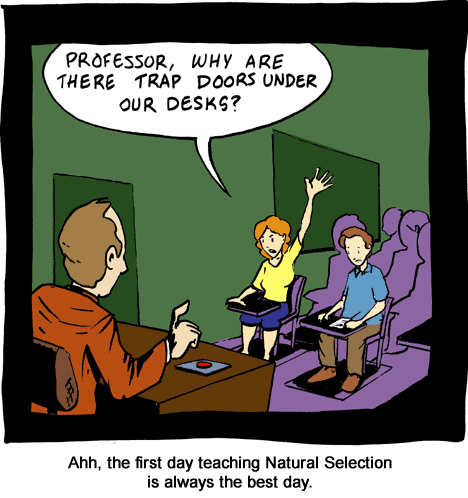 PROFESSOR, WHY ARE
THERE TRAP DOORS UNDER
OUR DESKS?
Ahh, the first day teaching Natural Selection
is always the best day.